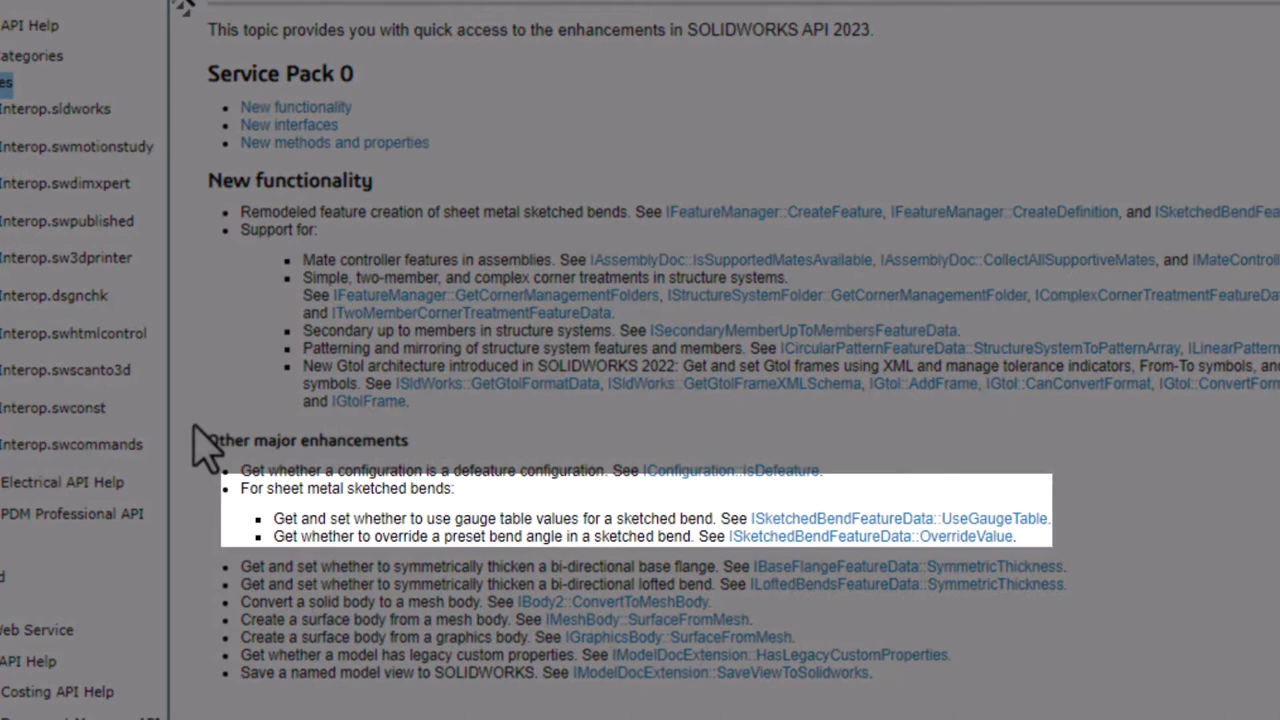 API Help
ategories
es
Interop.sldworks
Interop.swmotionstudy
Interop.swdimxpert
Interop.swpublished
Interop.sw3dprinter
Interop.dsgnchk
Interop.swhtmlcontrol
Interop.swscanto3d
Interop.swconst
Interop.swcommands
Electrical API Help
PDM Professional API
d
Web Service
API Help
Costing API Help
This topic provides you with quick access to the enhancements in SOLIDWORKS API 2023.
Service Pack 0
• New functionality
• New interfaces
• New methods and properties
New functionality
• Remodeled feature creation of sheet metal sketched bends. See IFeatureManager::CreateFeature, IFeatureManager::CreateDefinition, and ISketchedBendFea
• Support for:
▪ Mate controller features in assemblies. See IAssemblyDoc::IsSupportedMatesAvailable, IAssemblyDoc::CollectAllSupportiveMates, and IMateControll
▪ Simple, two-member, and complex corner treatments in structure systems.
See IFeatureManager::GetCornerManagementFolders, IStructureSystemFolder::GetCornerManagementFolder, IComplexCornerTreatmentFeatureDa
and ITwoMemberCornerTreatmentFeatureData.
▪ Secondary up to members in structure systems. See ISecondaryMemberUpToMembersFeatureData.
▪ Patterning and mirroring of structure system features and members. See ICircularPatternFeatureData::StructureSystemToPatternArray, ILinearPattern
▪ New Gtol architecture introduced in SOLIDWORKS 2022: Get and set Gtol frames using XML and manage tolerance indicators, From-To symbols, and
symbols. See ISldWorks::GetGtolFormatData, ISldWorks::GetGtolFrameXMLSchema, IGtol::AddFrame, IGtol::CanConvertFormat, IGtol::ConvertForm
and IGtolFrame.
Other major enhancements
• Get whether a configuration is a defeature configuration. See IConfiguration::IsDefeature.
• For sheet metal sketched bends:
▪ Get and set whether to use gauge table values for a sketched bend. See ISketchedBendFeatureData::UseGaugeTable.
▪ Get whether to override a preset bend angle in a sketched bend. See ISketchedBendFeatureData::OverrideValue.
• Get and set whether to symmetrically thicken a bi-directional base flange. See IBaseFlangeFeatureData::SymmetricThickness.
• Get and set whether to symmetrically thicken a bi-directional lofted bend. See ILoftedBendsFeatureData::SymmetricThickness.
• Convert a solid body to a mesh body. See IBody2::ConvertToMeshBody.
• Create a surface body from a mesh body. See IMeshBody::SurfaceFromMesh.
• Create a surface body from a graphics body. See IGraphicsBody::SurfaceFromMesh.
• Get whether a model has legacy custom properties. See IModelDocExtension::HasLegacyCustomProperties.
• Save a named model view to SOLIDWORKS. See IModelDocExtension::SaveViewToSolidworks.